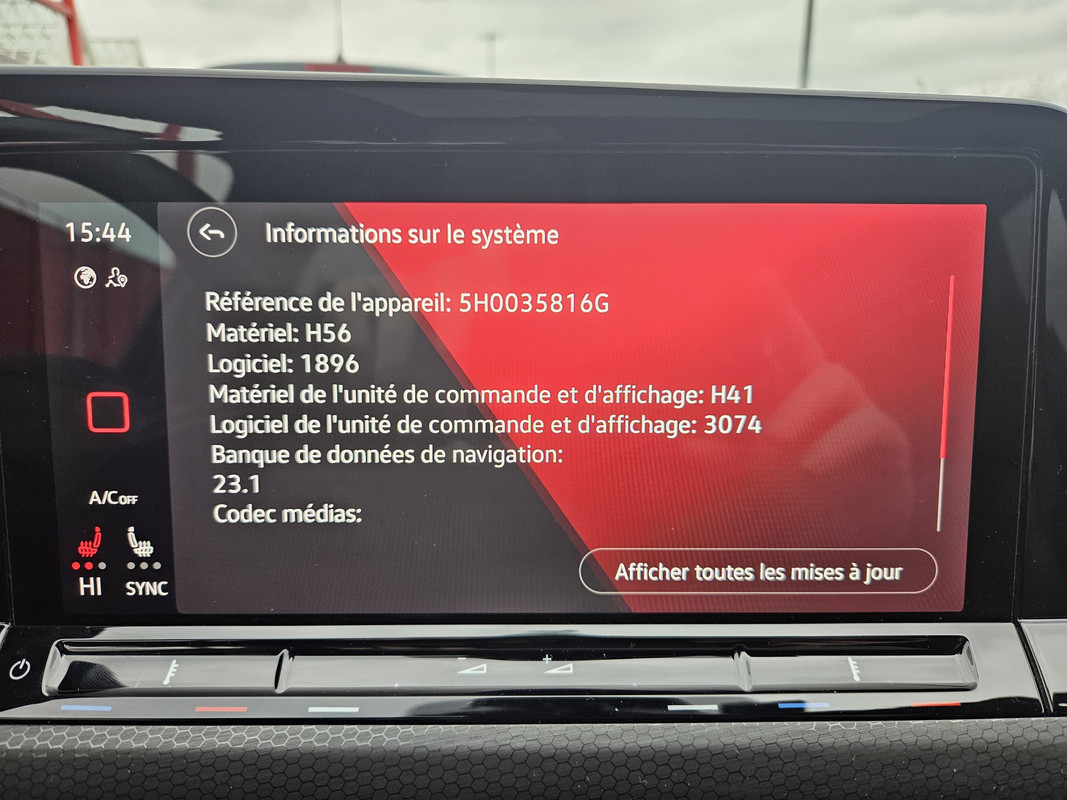 15:44
Informations sur le système
Référence de l'appareil: 5H0035816G
Matériel: H56
Logiciel: 1896
Matériel de l'unité de commande et d'affichage: H41
Logiciel de l'unité de commande et d'affichage: 3074
Banque de données de navigation:
23.1
Codec médias:
A/C OFF
HI
SYNC
Afficher toutes les mises à jour